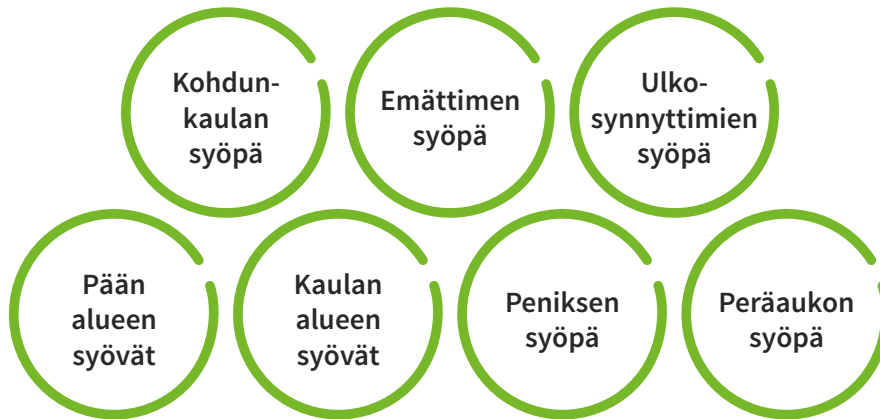 Kohdun-
kaulan
syöpä
Emättimen
syöpä
Ulko-
synnyttimien
syöpä
Pään
alueen
syövät
Kaulan
alueen
syövät
Peniksen
syöpä
Peräaukon
syöpä